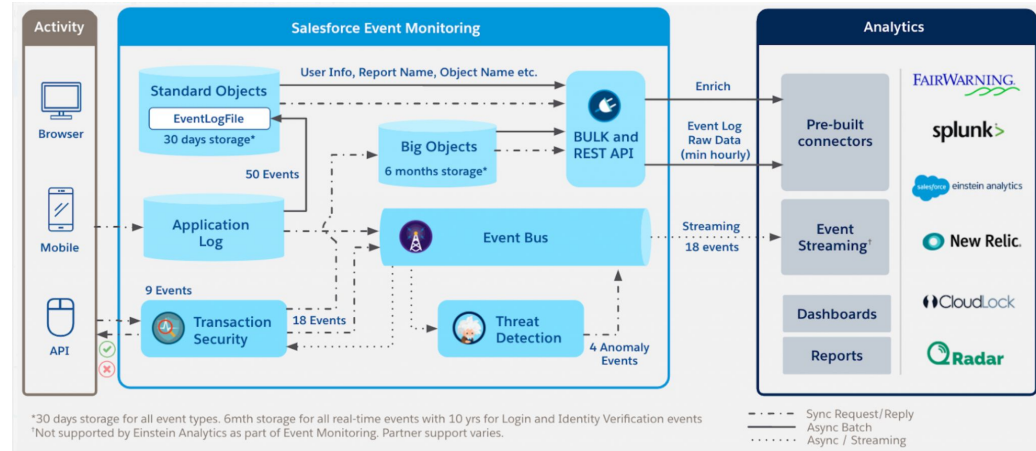 Activity
Browser
Mobile
API
Salesforce Event Monitoring
Standard Objects
EventLogFile
30 days storage*
User Info, Report Name, Object Name etc.
50 Events
Application
Log
9 Events
Transaction
Security
18 Events
Big Objects
6 months storage*
BULK and
REST API
Event Bus
Threat
Detection
4 Anomaly
Events
Enrich
Event Log
Raw Data
(min hourly)
Streaming
18 events
Analytics
Pre-built
connectors
Event
Streaming†
Dashboards
Reports
FAIRWARNING
splunk>
salesforce einstein analytics
New Relic.
CloudLock
QRadar
*30 days storage for all event types. 6mth storage for all real-time events with 10 yrs for Login and Identity Verification events
†Not supported by Einstein Analytics as part of Event Monitoring. Partner support varies.
Sync Request/Reply
Async Batch
Async / Streaming